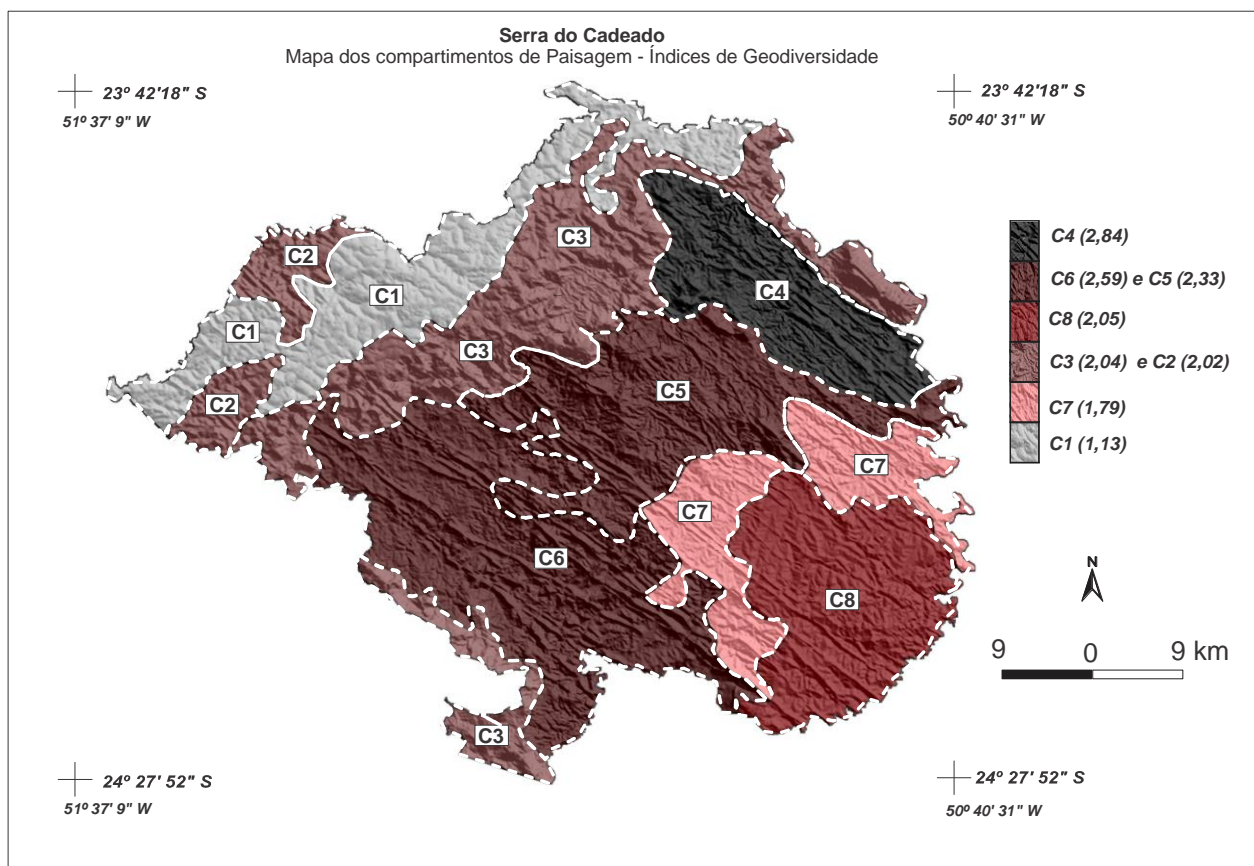 Serra do Cadeado
Mapa dos compartimentos de Paisagem - Índices de Geodiversidade
23º 42'18" S
51º 37' 9" W
23º 42'18" S
50º 40' 31" W
C3
C2
C1
C4
C1
C3
C5
C2
C7
C7
C6
C8
C3
C4 (2,84)
C6 (2,59) e C5 (2,33)
C8 (2,05)
C3 (2,04) e C2 (2,02)
C7 (1,79)
C1 (1,13)
N
9 0 9 km
24º 27' 52" S
51º 37' 9" W
24º 27' 52" S
50º 40' 31" W